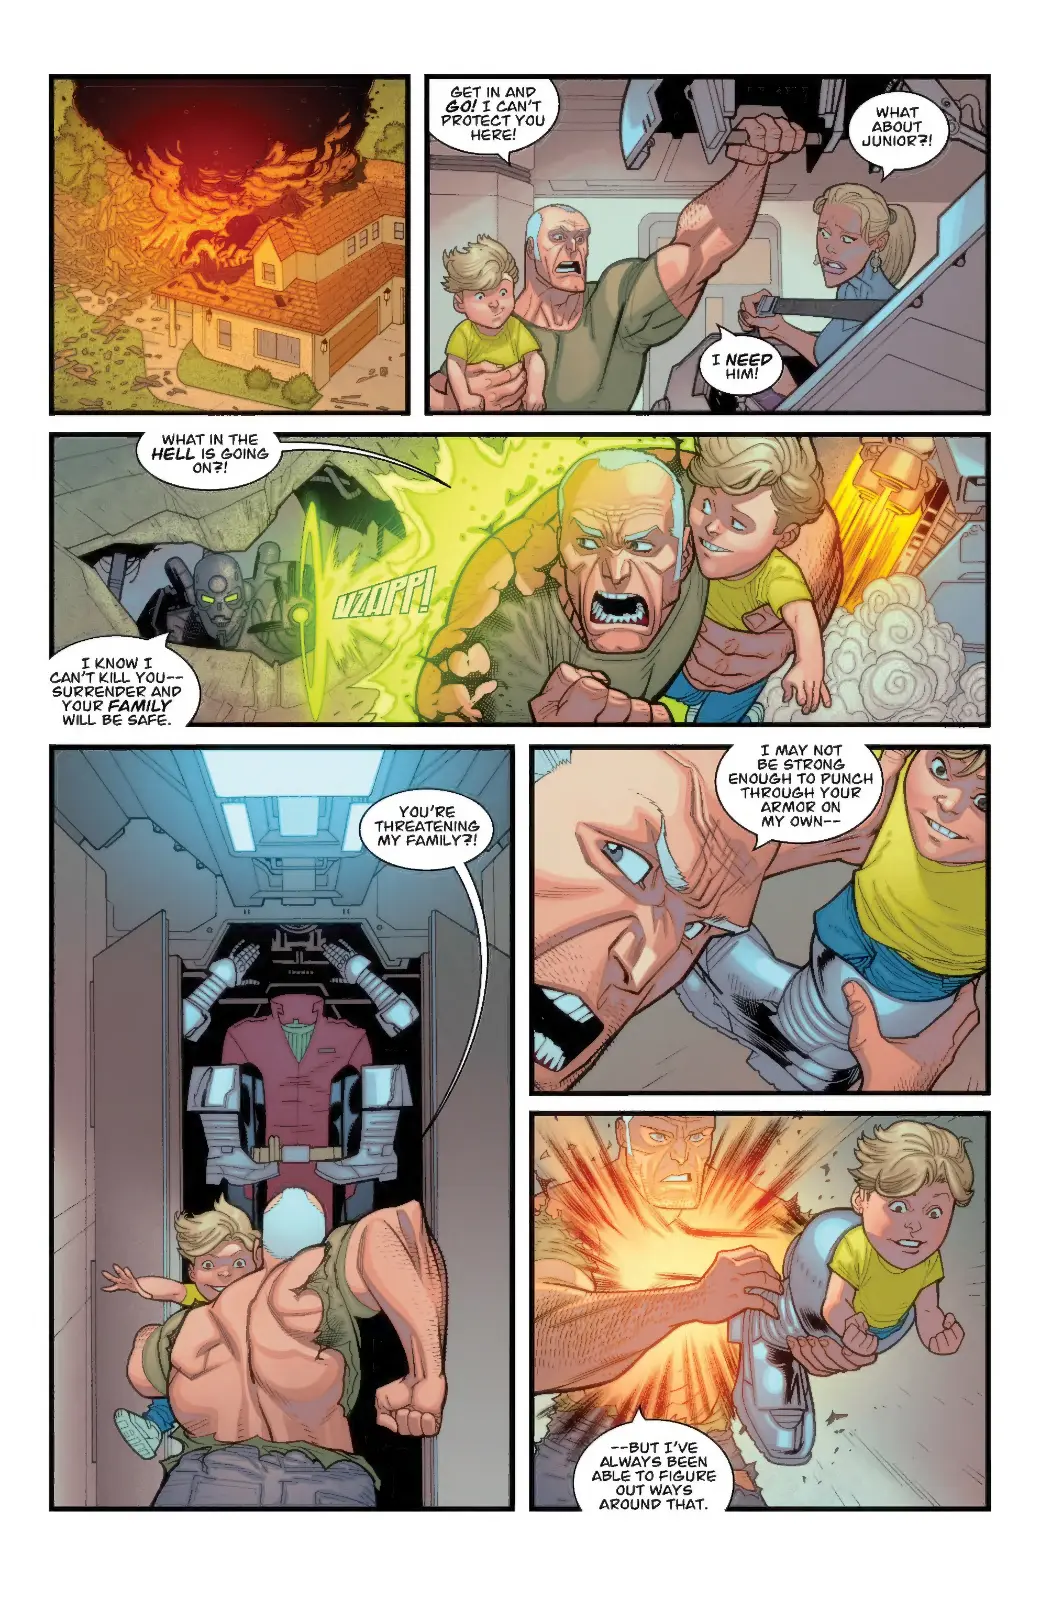 GET IN AND
GO! I CAN'T
PROTECT YOU
HERE!
WHAT
ABOUT
JUNIOR?!
I NEED
HIM!
WHAT IN THE
HELL IS GOING
ON?!
VZAPP!
I KNOW I
CAN'T KILL YOU--
SURRENDER AND
YOUR FAMILY
WILL BE SAFE.
YOU'RE
THREATENING
MY FAMILY?!
I MAY NOT
BE STRONG
ENOUGH TO PUNCH
THROUGH YOUR
ARMOR ON
MY OWN--
--BUT I'VE
ALWAYS BEEN
ABLE TO FIGURE
OUT WAYS
AROUND THAT.